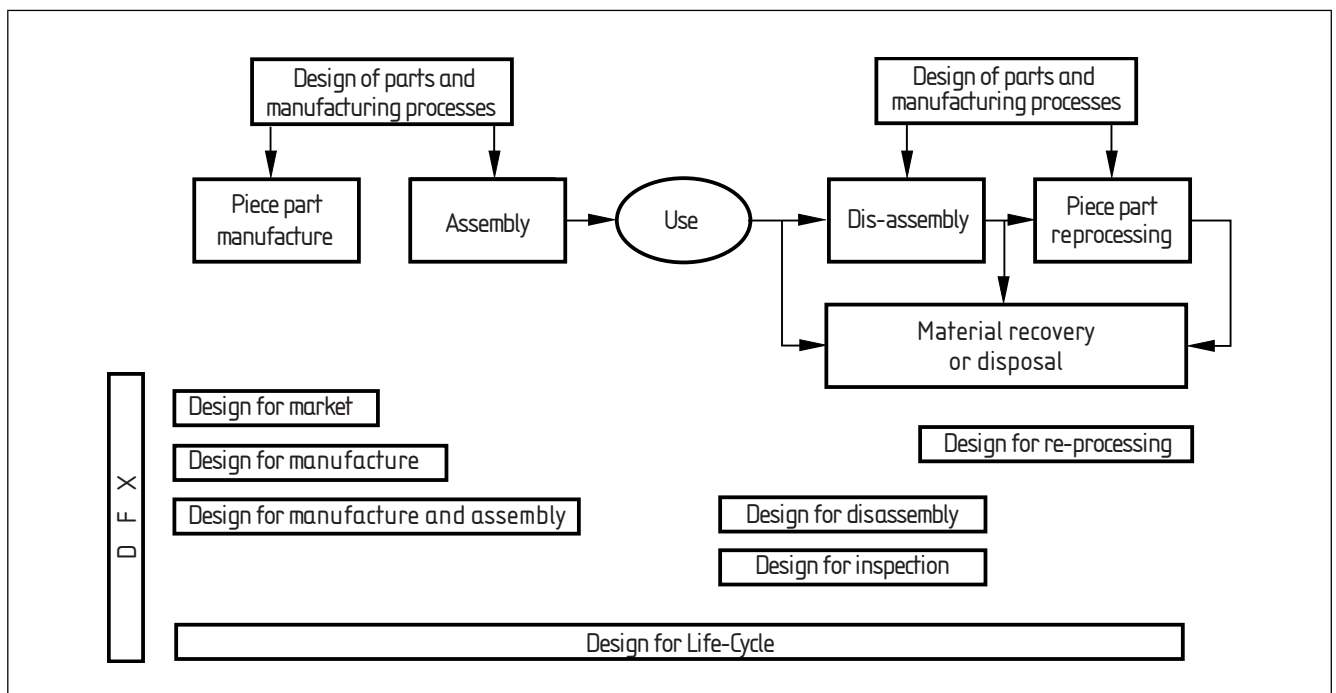 Design of parts and
manufacturing processes
Design of parts and
manufacturing processes
Piece part
manufacture
Assembly
Use
Dis-assembly
Piece part
reprocessing
Material recovery
or disposal
D F X
Design for market
Design for re-processing
Design for manufacture
Design for manufacture and assembly
Design for disassembly
Design for inspection
Design for Life-Cycle